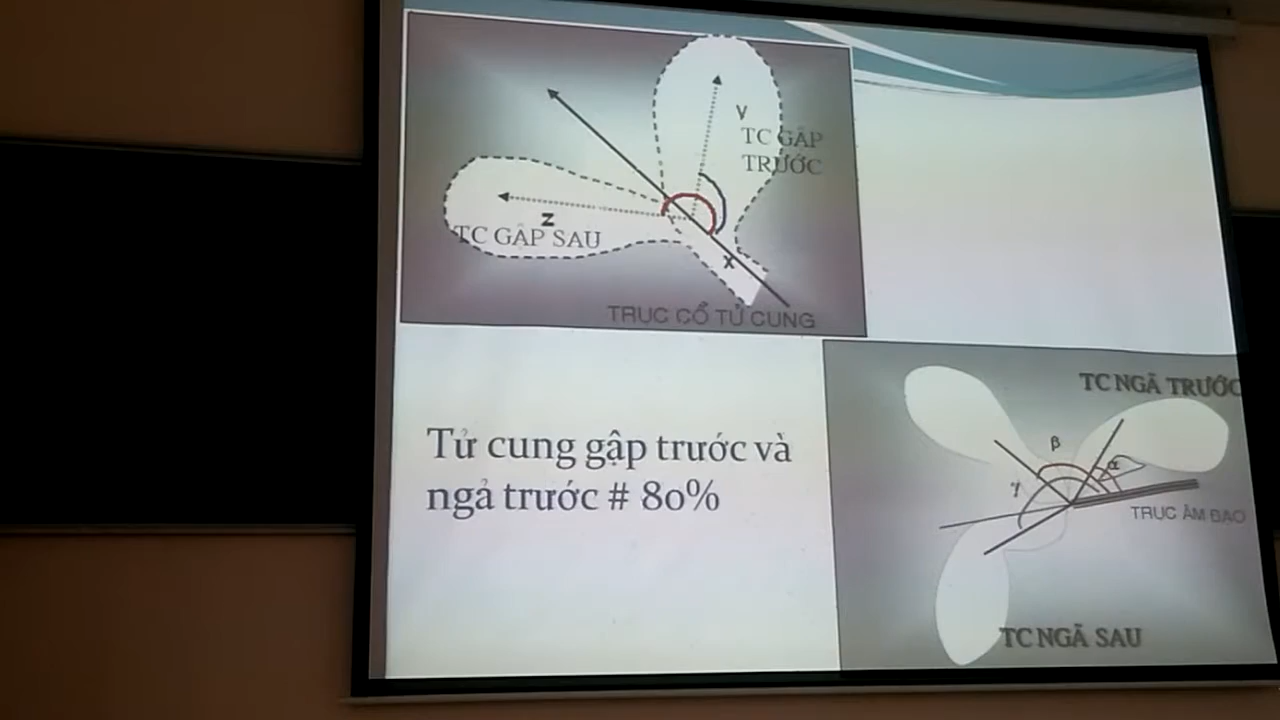 y
TC GẬP
TRƯỚC
z
TC GẬP SAU
x
TRỤC CỔ TỬ CUNG
Tử cung gập trước và
ngả trước # 80%
TC NGÃ TRƯỚC
β
α
γ
TRỤC ÂM ĐẠO
TC NGÃ SAU